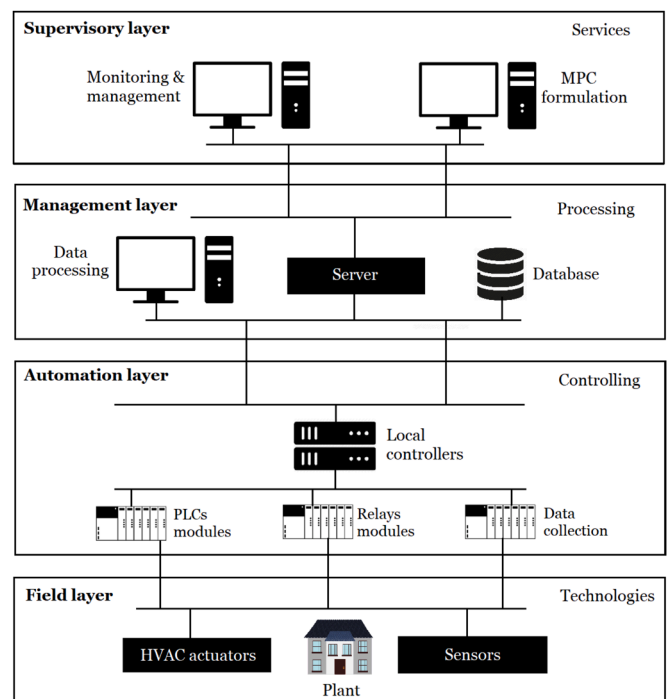 Supervisory layer
Services
Monitoring &
management
MPC
formulation
Management layer
Processing
Data
processing
Server
Database
Automation layer
Controlling
Local
controllers
PLCs
modules
Relays
modules
Data
collection
Field layer
Technologies
HVAC actuators
Plant
Sensors